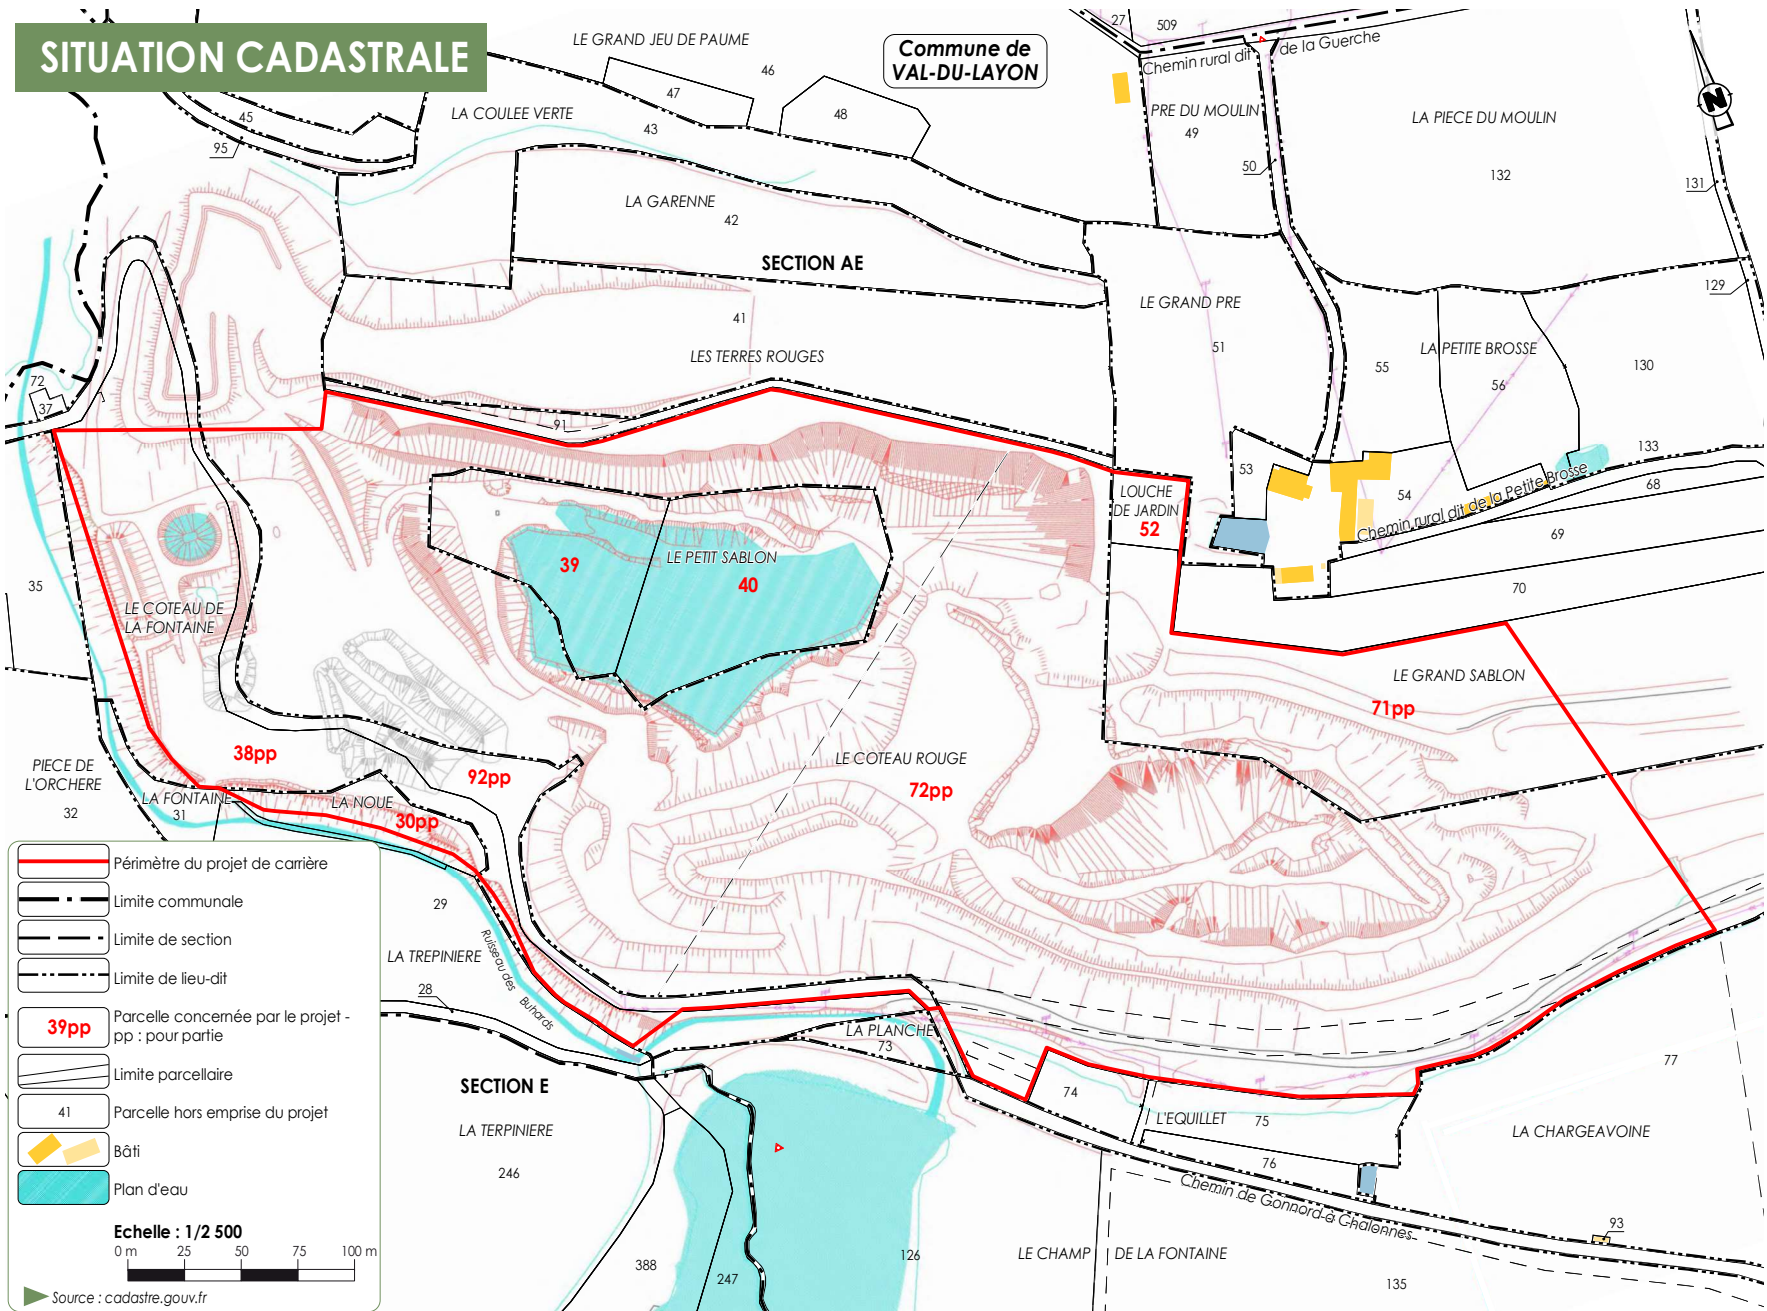 SITUATION CADASTRALE
LE GRAND JEU DE PAUME
46
Commune de
VAL-DU-LAYON
27
509
Chemin rural dit de la Guerche
N
47
48
LA COULEE VERTE
43
45
95
PRE DU MOULIN
49
50
LA PIECE DU MOULIN
132
131
LA GARENNE
42
SECTION AE
LE GRAND PRE
129
41
LES TERRES ROUGES
51
55
LA PETITE BROSSE
56
130
72
37
91
53
54
133
Chemin rural dit de la Petite Brosse
68
69
70
LOUCHE
DE JARDIN
52
39
LE PETIT SABLON
40
35
LE COTEAU DE
LA FONTAINE
LE GRAND SABLON
71pp
38pp
92pp
LE COTEAU ROUGE
72pp
PIECE DE
L'ORCHERE
32
LA FONTAINE
31
LA NOUE
30pp
29
LA TREPINIERE
Ruisseau des Buhards
28
LA PLANCHE
73
74
L'EQUILLET
75
76
77
LA CHARGEAVOINE
SECTION E
LA TERPINIERE
246
388
247
126
Chemin de Gonnord à Chalonnes
LE CHAMP DE LA FONTAINE
93
135
Périmètre du projet de carrière
Limite communale
Limite de section
Limite de lieu-dit
39pp
Parcelle concernée par le projet -
pp : pour partie
Limite parcellaire
41
Parcelle hors emprise du projet
Bâti
Plan d'eau
Echelle : 1/2 500
0 m 25 50 75 100 m
Source : cadastre.gouv.fr